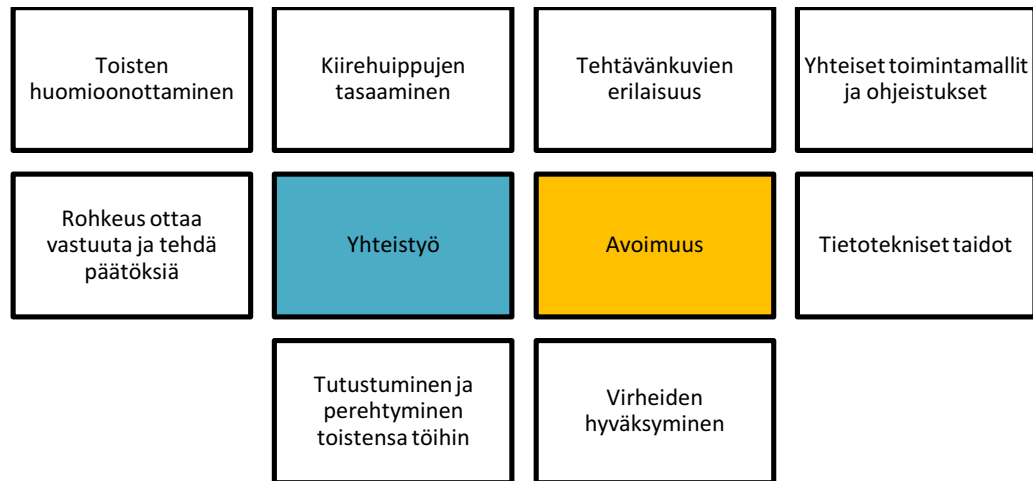 Toisten
huomioonottaminen
Kiirehuippujen
tasaaminen
Tehtävänkuvien
erilaisuus
Yhteiset toimintamallit
ja ohjeistukset
Rohkeus ottaa
vastuuta ja tehdä
päätöksiä
Yhteistyö
Avoimuus
Tietotekniset taidot
Tutustuminen ja
perehtyminen
toistensa töihin
Virheiden
hyväksyminen